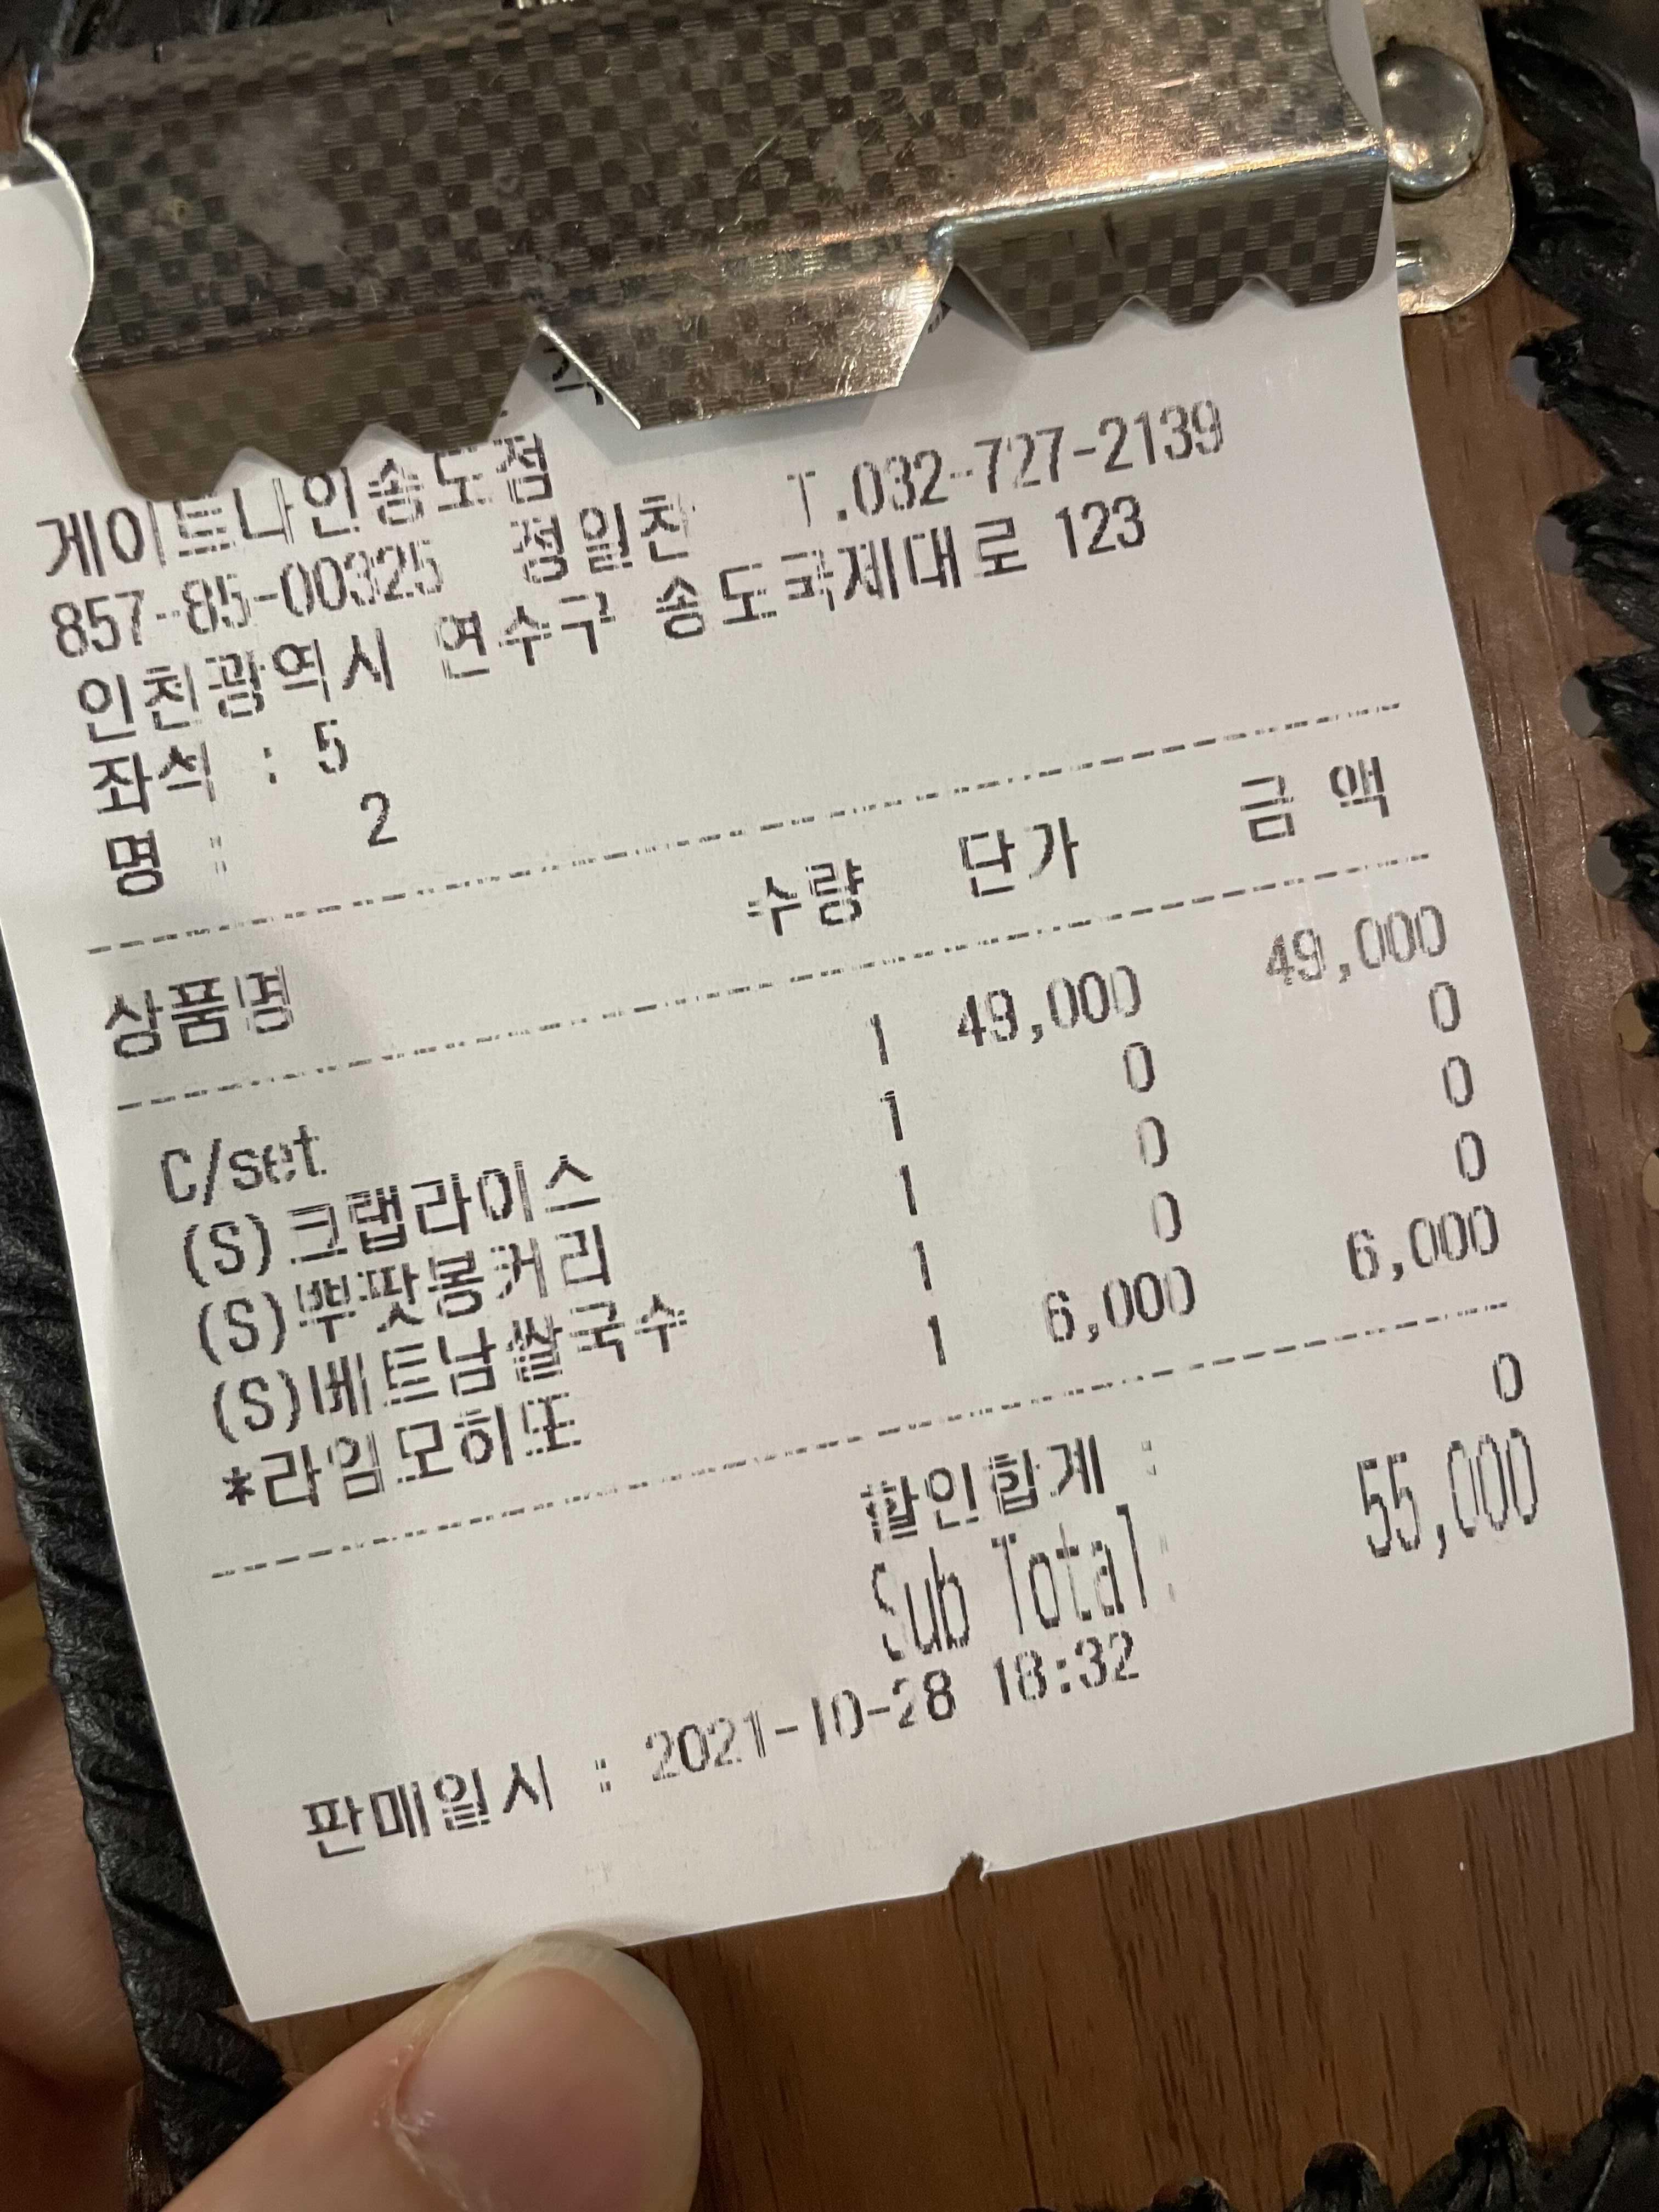 게이트나인송도점
857-85-00325 정일찬 T.032-727-2139
인천광역시 연수구 송도국제대로 123
좌석 : 5
명 : 2
상품명 수량 단가 금 액
C/set 1 49,000 49,000
(S)크랩라이스 1 0 0
(S)뿌팟퐁커리 1 0 0
(S)베트남쌀국수 1 0 0
*라임모히또 1 6,000 6,000
할인합계 : 0
Sub Total: 55,000
판매일시 : 2021-10-28 18:32